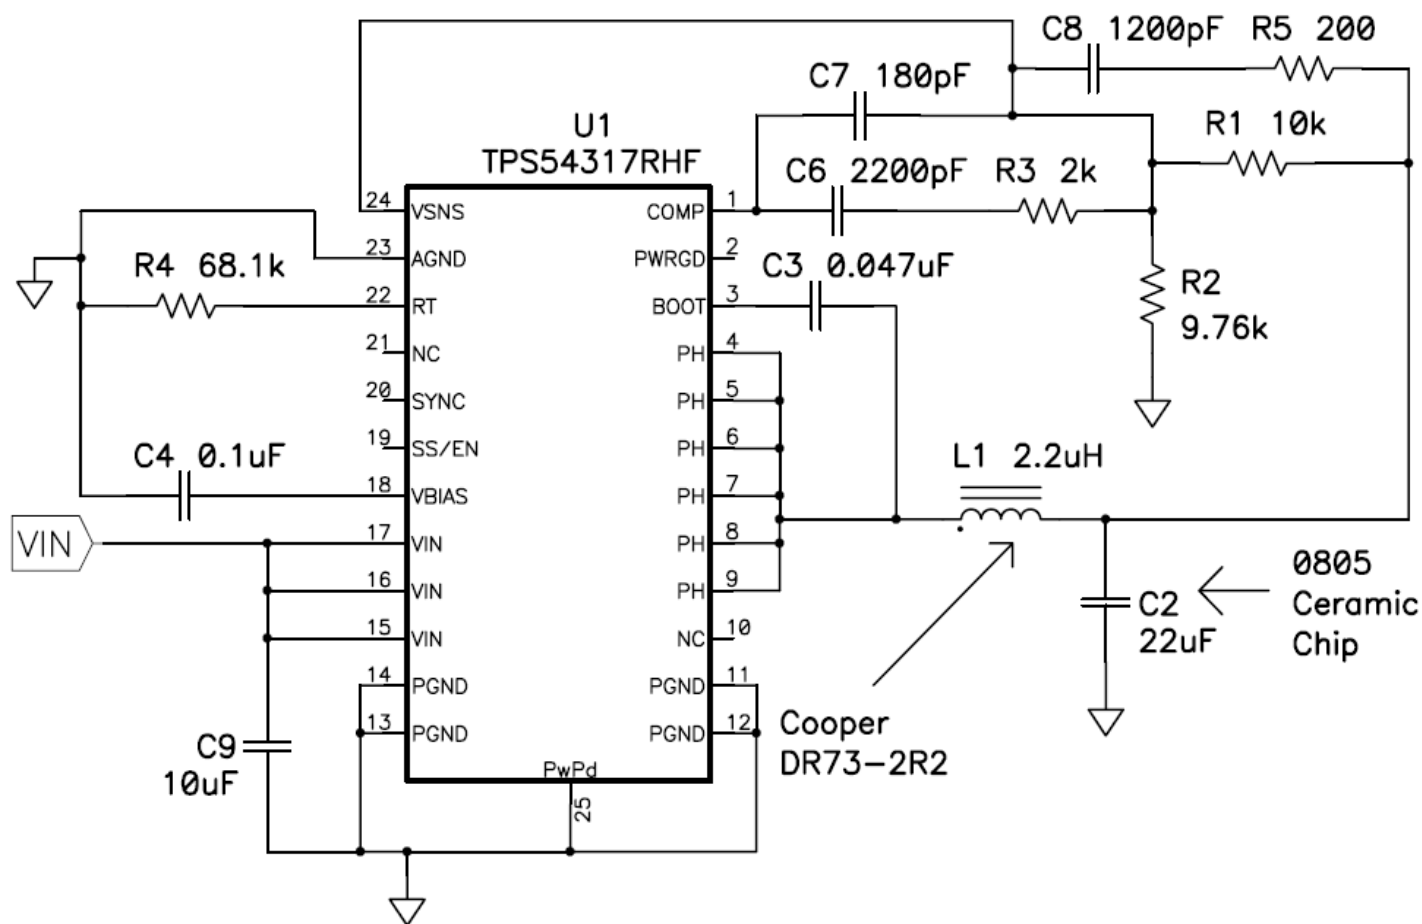 C8 1200pF R5 200
C7 180pF
R1 10k
U1
TPS54317RHF
C6 2200pF R3 2k
24 VSNS COMP 1
23 AGND PWRGD 2
R4 68.1k
C3 0.047uF
22 RT BOOT 3
R2
9.76k
21 NC PH 4
20 SYNC PH 5
19 SS/EN PH 6
C4 0.1uF
L1 2.2uH
18 VBIAS PH 7
VIN
17 VIN PH 8
16 VIN PH 9
0805
Ceramic
Chip
C2
22uF
15 VIN NC 10
14 PGND PGND 11
13 PGND PGND 12
Cooper
DR73-2R2
C9
10uF
PwPd
25